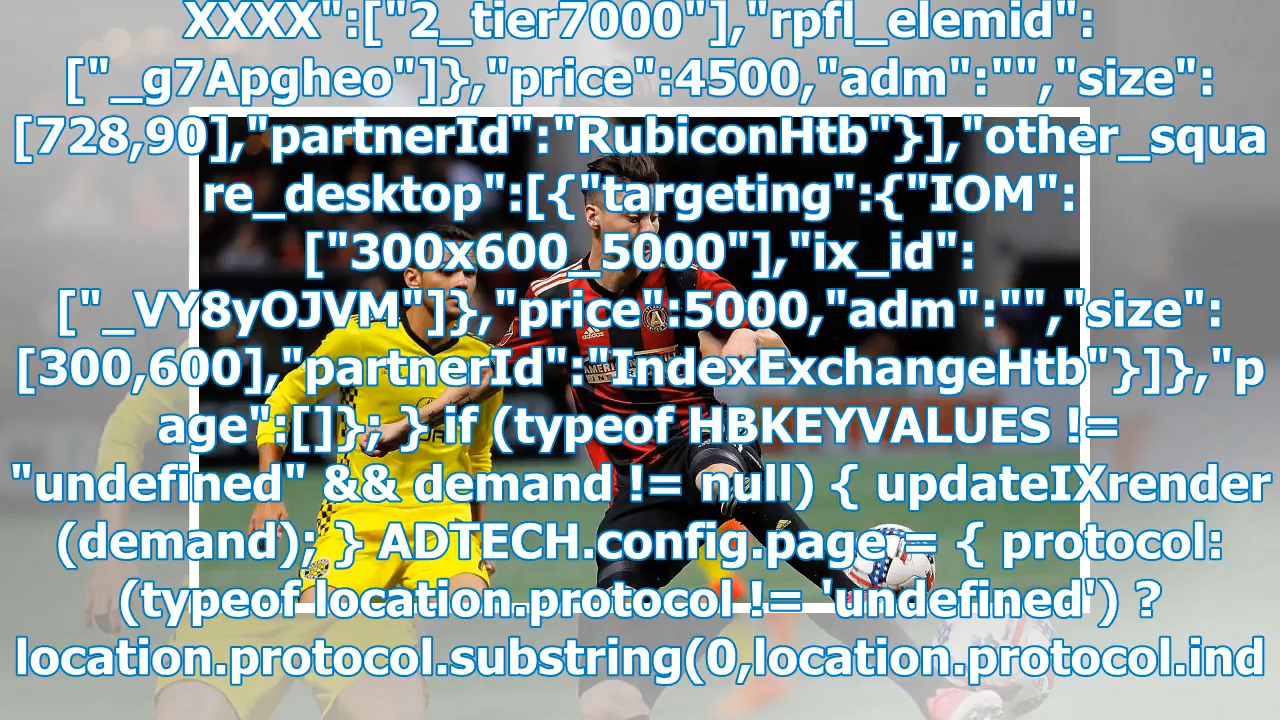 XXXX":["2_tier7000"],"rpfl_elemid":
["_g7Apgheo"]},"price":4500,"adm":"","size":
[728,90],"partnerId":"RubiconHtb"}],"other_squa
re_desktop":[{"targeting":{"IOM":
["300x600_5000"],"ix_id":
["_VY8yOJVM"]},"price":5000,"adm":"","size":
[300,600],"partnerId":"IndexExchangeHtb"}]},"p
age":[]}; } if (typeof HBKEYVALUES !=
"undefined" && demand != null) { updateIXrender
(demand); } ADTECH.config.page = { protocol:
(typeof location.protocol != 'undefined') ?
location.protocol.substring(0,location.protocol.ind
adidas